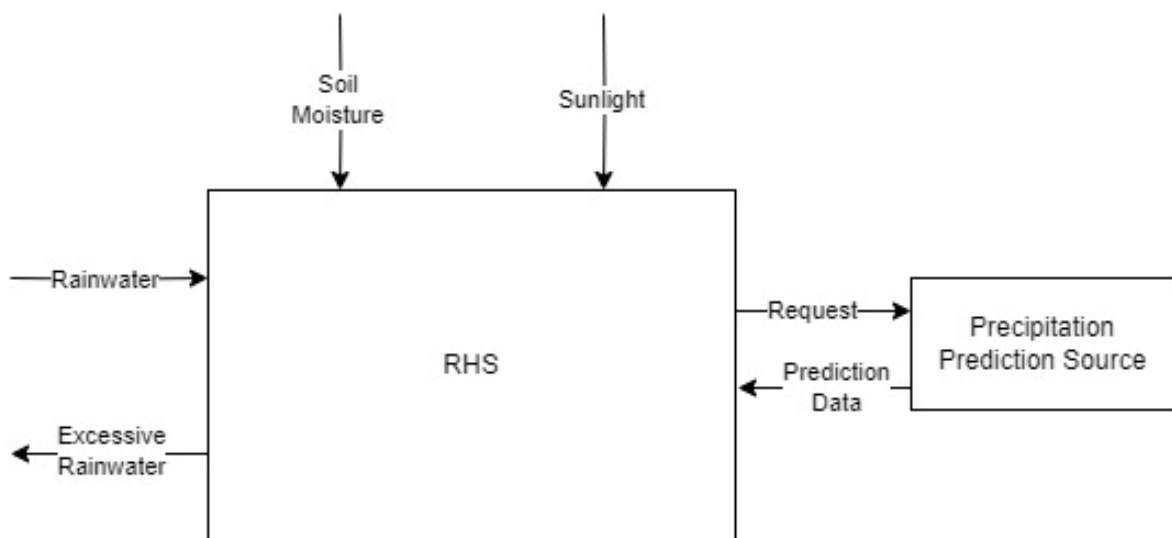 Soil
Moisture
Sunlight
Rainwater
Request
Precipitation
Prediction Source
RHS
Prediction
Data
Excessive
Rainwater